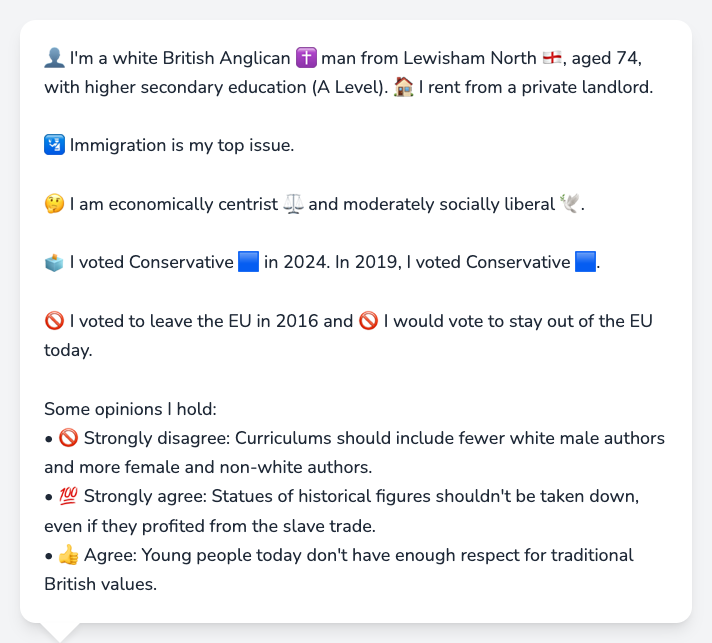 👤 I'm a white British Anglican ✝️ man from Lewisham North 🏴󠁧󠁢󠁥󠁮󠁧󠁿, aged 74,
with higher secondary education (A Level). 🏠 I rent from a private landlord.
🛂 Immigration is my top issue.
🤔 I am economically centrist ⚖️ and moderately socially liberal 🕊️.
🗳️ I voted Conservative 🟦 in 2024. In 2019, I voted Conservative 🟦.
🚫 I voted to leave the EU in 2016 and 🚫 I would vote to stay out of the EU
today.
Some opinions I hold:
• 🚫 Strongly disagree: Curriculums should include fewer white male authors
and more female and non-white authors.
• 💯 Strongly agree: Statues of historical figures shouldn't be taken down,
even if they profited from the slave trade.
• 👍 Agree: Young people today don't have enough respect for traditional
British values.